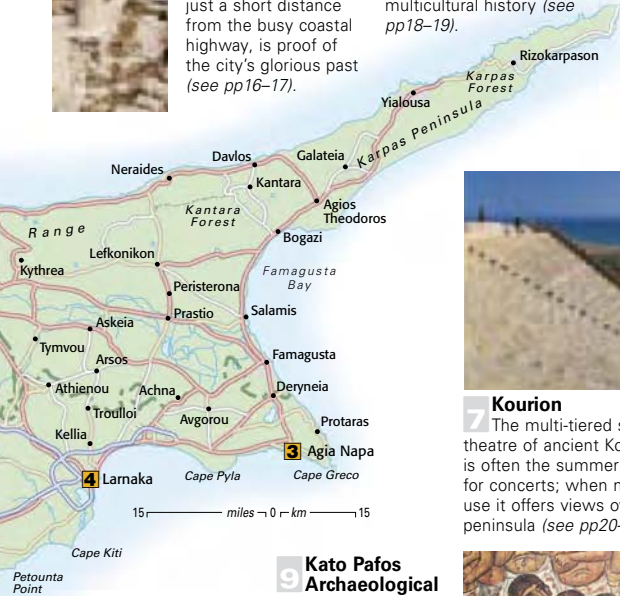 just a short distance
from the busy coastal
highway, is proof of
the city's glorious past
(see pp16–17).
multicultural history (see
pp18–19).
Rizokarpason
Karpas
Forest
Yialousa
Karpas Peninsula
Davlos
Galateia
Neraides
Kantara
Agios
Theodoros
Kantara
Forest
Range
Bogazi
Lefkonikon
Kythrea
Famagusta
Bay
Peristerona
Prastio
Salamis
Askeia
Tymvou
Arsos
Famagusta
Athienou
Achna
Deryneia
Troulloi
Avgorou
Protaras
Kellia
3 Agia Napa
4 Larnaka
Cape Pyla
Cape Greco
15 miles 0 km 15
Cape Kiti
Petounta
Point
7 Kourion
The multi-tiered s
theatre of ancient Ko
is often the summer
for concerts; when n
use it offers views ov
peninsula (see pp20-
9 Kato Pafos
Archaeological